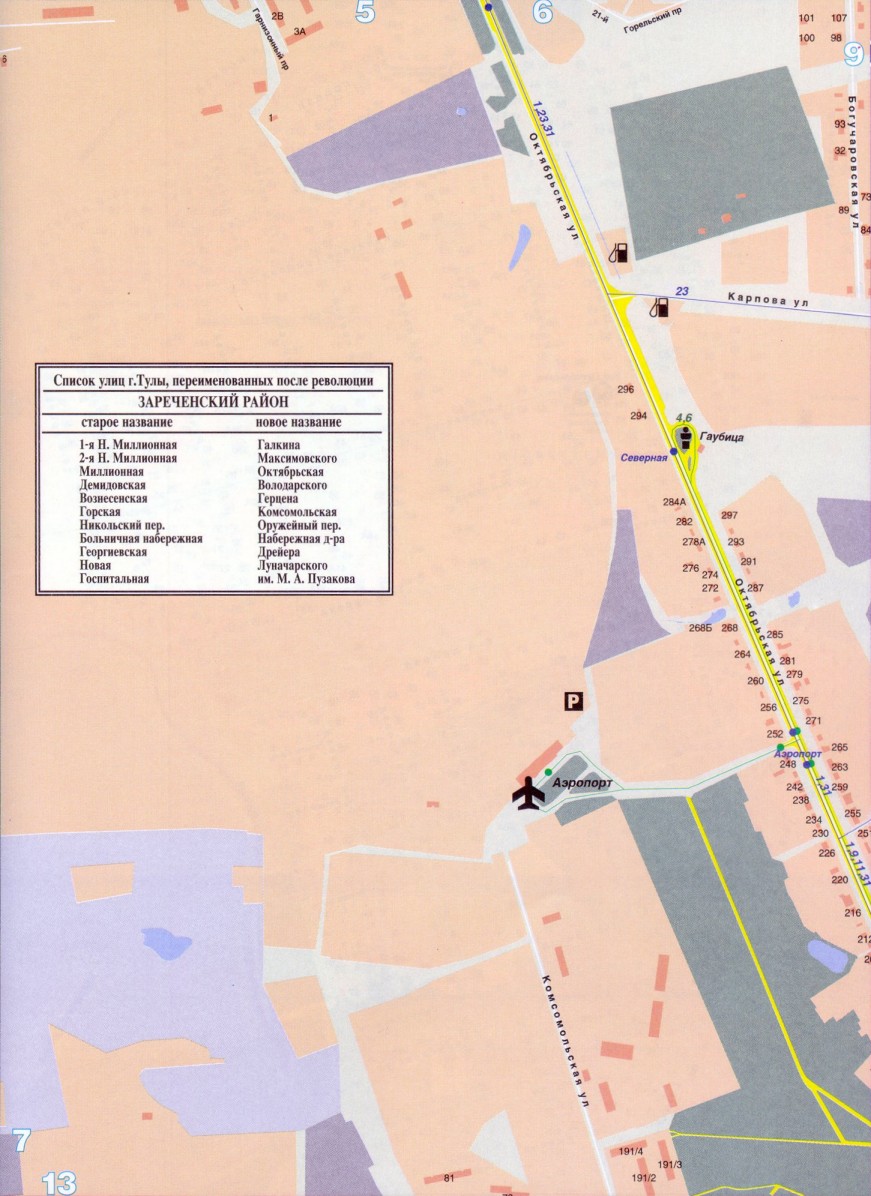 5
6
2В
3А
Гарнизонный пр
21-й
Горельский пр
101 107
100 98
9
8
1
1,23,31
Октябрьская ул
Богучаровская ул
93
32
73
89
84
23
Карпова ул
Список улиц г.Тулы, переименованных после революции
ЗАРЕЧЕНСКИЙ РАЙОН
старое название новое название
1-я Н. Миллионная Галкина
2-я Н. Миллионная Максимовского
Миллионная Октябрьская
Демидовская Володарского
Вознесенская Герцена
Горская Комсомольская
Никольский пер. Оружейный пер.
Больничная набережная Набережная д-ра
Георгиевская Дрейера
Новая Луначарского
Госпитальная им. М. А. Пузакова
296
294
4,6
Гаубица
Северная
284А
282
297
278А
293
276
274
291
272
287
Октябрьская ул
268Б 268
285
264
281
279
260
256
275
P
271
252
265
Аэропорт
248
263
Аэропорт
242
1,31
259
238
255
234
230
251
226
1,9,11,31
220
216
212
Комсомольская ул
7
13
191/4
191/3
191/2
81